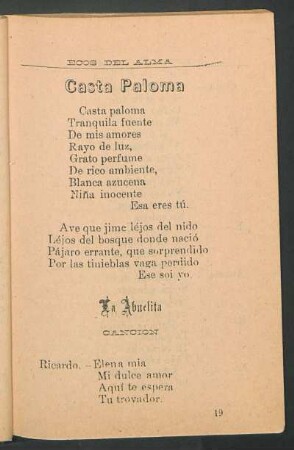 ECOS DEL ALMA
Casta Paloma
Casta paloma
Tranquila fuente
De mis amores
Rayo de luz,
Grato perfume
De rico ambiente,
Blanca azucena
Niña inocente
Esa eres tú.
Ave que jime léjos del nido
Léjos del bosque donde nació
Pájaro errante, que sorprendido
Por las tinieblas vaga perdido
Ese soi yo.
La Abuelita
CANCION
Ricardo. —Elena mia
Mi dulce amor
Aquí te espera
Tu trovador.
19